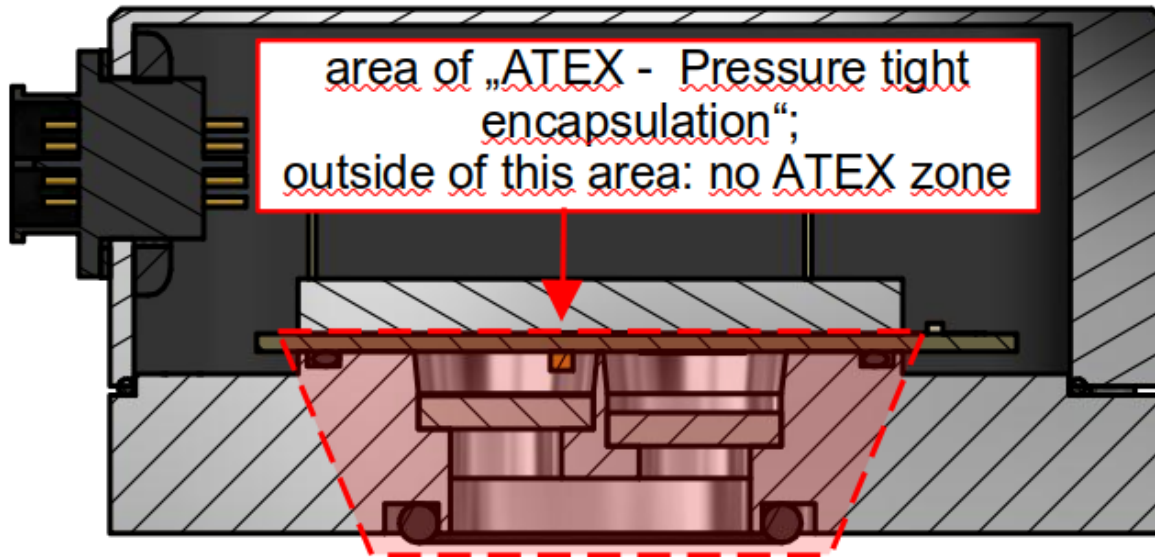 area of „ATEX - Pressure tight
encapsulation“;
outside of this area: no ATEX zone